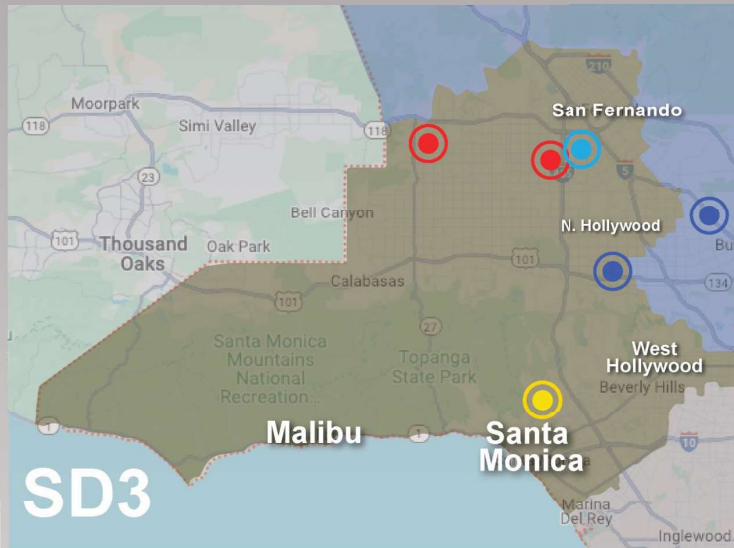 210
San Fernando
Moorpark
118
Simi Valley
118
23
5
Bell Canyon
N. Hollywood
101
Thousand
Oaks
Oak Park
Bu
101
134
Calabasas
101
27
Santa Monica
Mountains
National
Recreation...
Topanga
State Park
West
Hollywood
Beverly Hills
1
Malibu
1
Santa
Monica
10
SD3
Marina
Del Rey
Inglewood